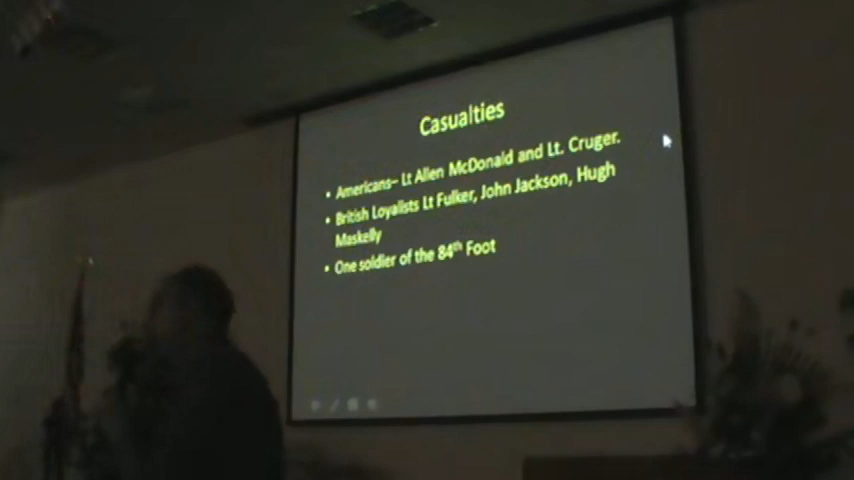 Casualties
• Americans– Lt Allen McDonald and Lt. Cruger.
• British Loyalists Lt Fulker, John Jackson, Hugh
Maskelly
• One soldier of the 84th Foot